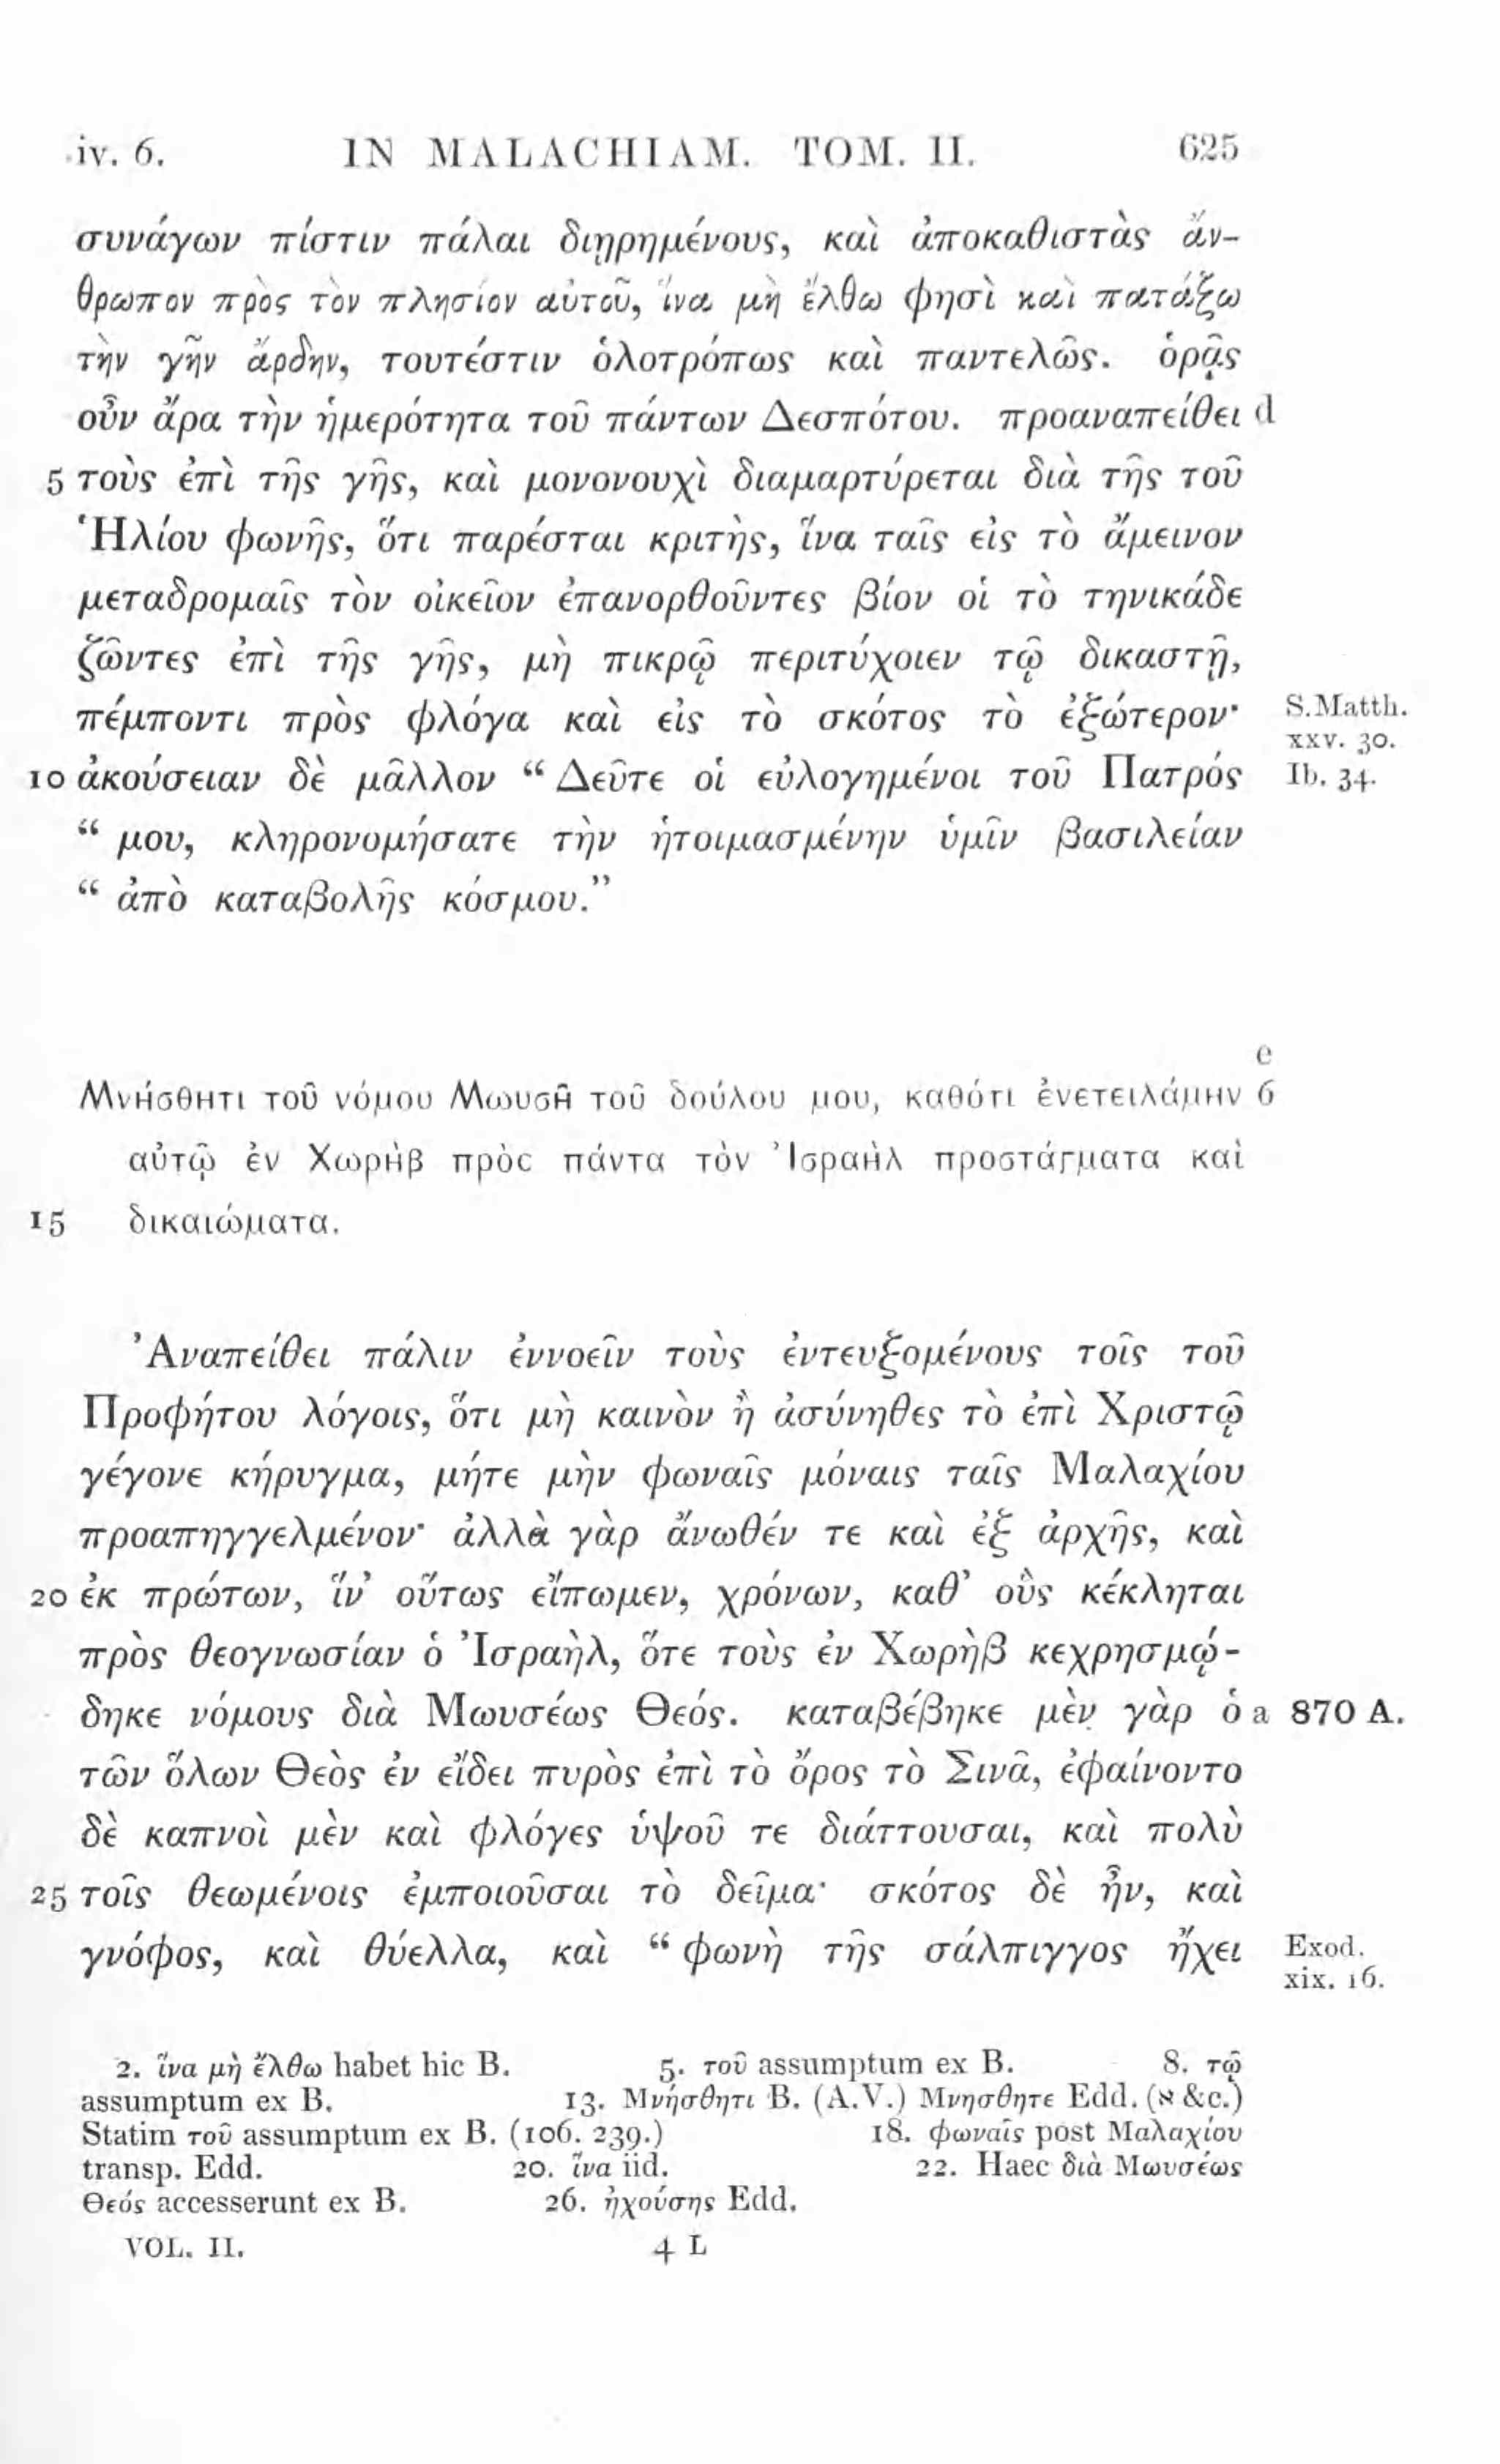 iv. 6. IN MALACHIAM. TOM. II. 625
συνάγων πίστιν πάλαι διῃρημένους, καὶ ἀποκαθιστὰς ἄν-
θρωπον πρὸς τὸν πλησίον αὐτοῦ, ἵνα μὴ ἔλθω φησὶ καὶ πατάξω
τὴν γῆν ἄρδην, τουτέστιν ὁλοτρόπως καὶ παντελῶς. ὁρᾷς
οὖν ἄρα τὴν ἡμερότητα τοῦ πάντων Δεσπότου. προαναπείθει d
5 τοὺς ἐπὶ τῆς γῆς, καὶ μονονουχὶ διαμαρτύρεται διὰ τῆς τοῦ
Ἡλίου φωνῆς, ὅτι παρέσται κριτὴς, ἵνα ταῖς εἰς τὸ ἄμεινον
μεταδρομαῖς τὸν οἰκεῖον ἐπανορθοῦντες βίον οἱ τὸ τηνικάδε
ζῶντες ἐπὶ τῆς γῆς, μὴ πικρῷ περιτύχοιεν τῷ δικαστῇ,
πέμποντι πρὸς φλόγα καὶ εἰς τὸ σκότος τὸ ἐξώτερον· S.Matth.
xxv. 30.
10 ἀκούσειαν δὲ μᾶλλον “ Δεῦτε οἱ εὐλογημένοι τοῦ Πατρός Ib. 34.
“ μου, κληρονομήσατε τὴν ἡτοιμασμένην ὑμῖν βασιλείαν
“ ἀπὸ καταβολῆς κόσμου.”
e
Μνήσθητι τοῦ νόμου Μωυσῆ τοῦ δούλου μου, καθότι ἐνετειλάμην 6
αὐτῷ ἐν Χωρὴβ πρὸς πάντα τὸν Ἰσραὴλ προστάγματα καὶ
15 δικαιώματα.
Ἀναπείθει πάλιν ἐννοεῖν τοὺς ἐντευξομένους τοῖς τοῦ
Προφήτου λόγοις, ὅτι μὴ καινὸν ἢ ἀσύνηθες τὸ ἐπὶ Χριστῷ
γέγονε κήρυγμα, μήτε μὴν φωναῖς μόναις ταῖς Μαλαχίου
προαπηγγελμένον· ἀλλὰ γὰρ ἄνωθέν τε καὶ ἐξ ἀρχῆς, καὶ
20 ἐκ πρώτων, ἵν’ οὕτως εἴπωμεν, χρόνων, καθ’ οὓς κέκληται
πρὸς θεογνωσίαν ὁ Ἰσραὴλ, ὅτε τοὺς ἐν Χωρὴβ κεχρησμῴ-
δηκε νόμους διὰ Μωυσέως Θεός. καταβέβηκε μὲν γὰρ ὁ a 870 A.
τῶν ὅλων Θεὸς ἐν εἴδει πυρὸς ἐπὶ τὸ ὄρος τὸ Σινᾶ, ἐφαίνοντο
δὲ καπνοὶ μὲν καὶ φλόγες ὑψοῦ τε διάττουσαι, καὶ πολὺ
25 τοῖς θεωμένοις ἐμποιοῦσαι τὸ δεῖμα· σκότος δὲ ἦν, καὶ
γνόφος, καὶ θύελλα, καὶ “ φωνὴ τῆς σάλπιγγος ἤχει Exod.
xix. 16.
2. ἵνα μὴ ἔλθω habet hic B. 5. τοῦ assumptum ex B. 8. τῷ
assumptum ex B. 13. Μνήσθητι B. (A.V.) Μνησθητε Edd. (א &c.)
Statim τοῦ assumptum ex B. (106. 239.) 18. φωναῖς post Μαλαχίου
transp. Edd. 20. ἵνα iid. 22. Haec διὰ Μωυσέως
Θεός accesserunt ex B. 26. ἠχούσης Edd.
VOL. II. 4 L